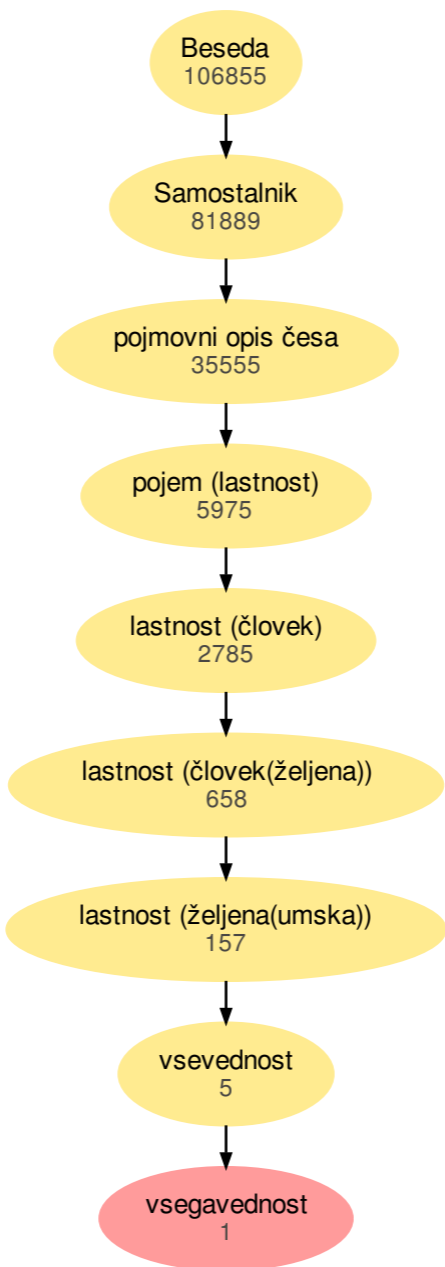 Beseda
106855
Samostalnik
81889
pojmovni opis česa
35555
pojem (lastnost)
5975
lastnost (človek)
2785
lastnost (človek(željena))
658
lastnost (željena(umska))
157
vsevednost
5
vsegavednost
1